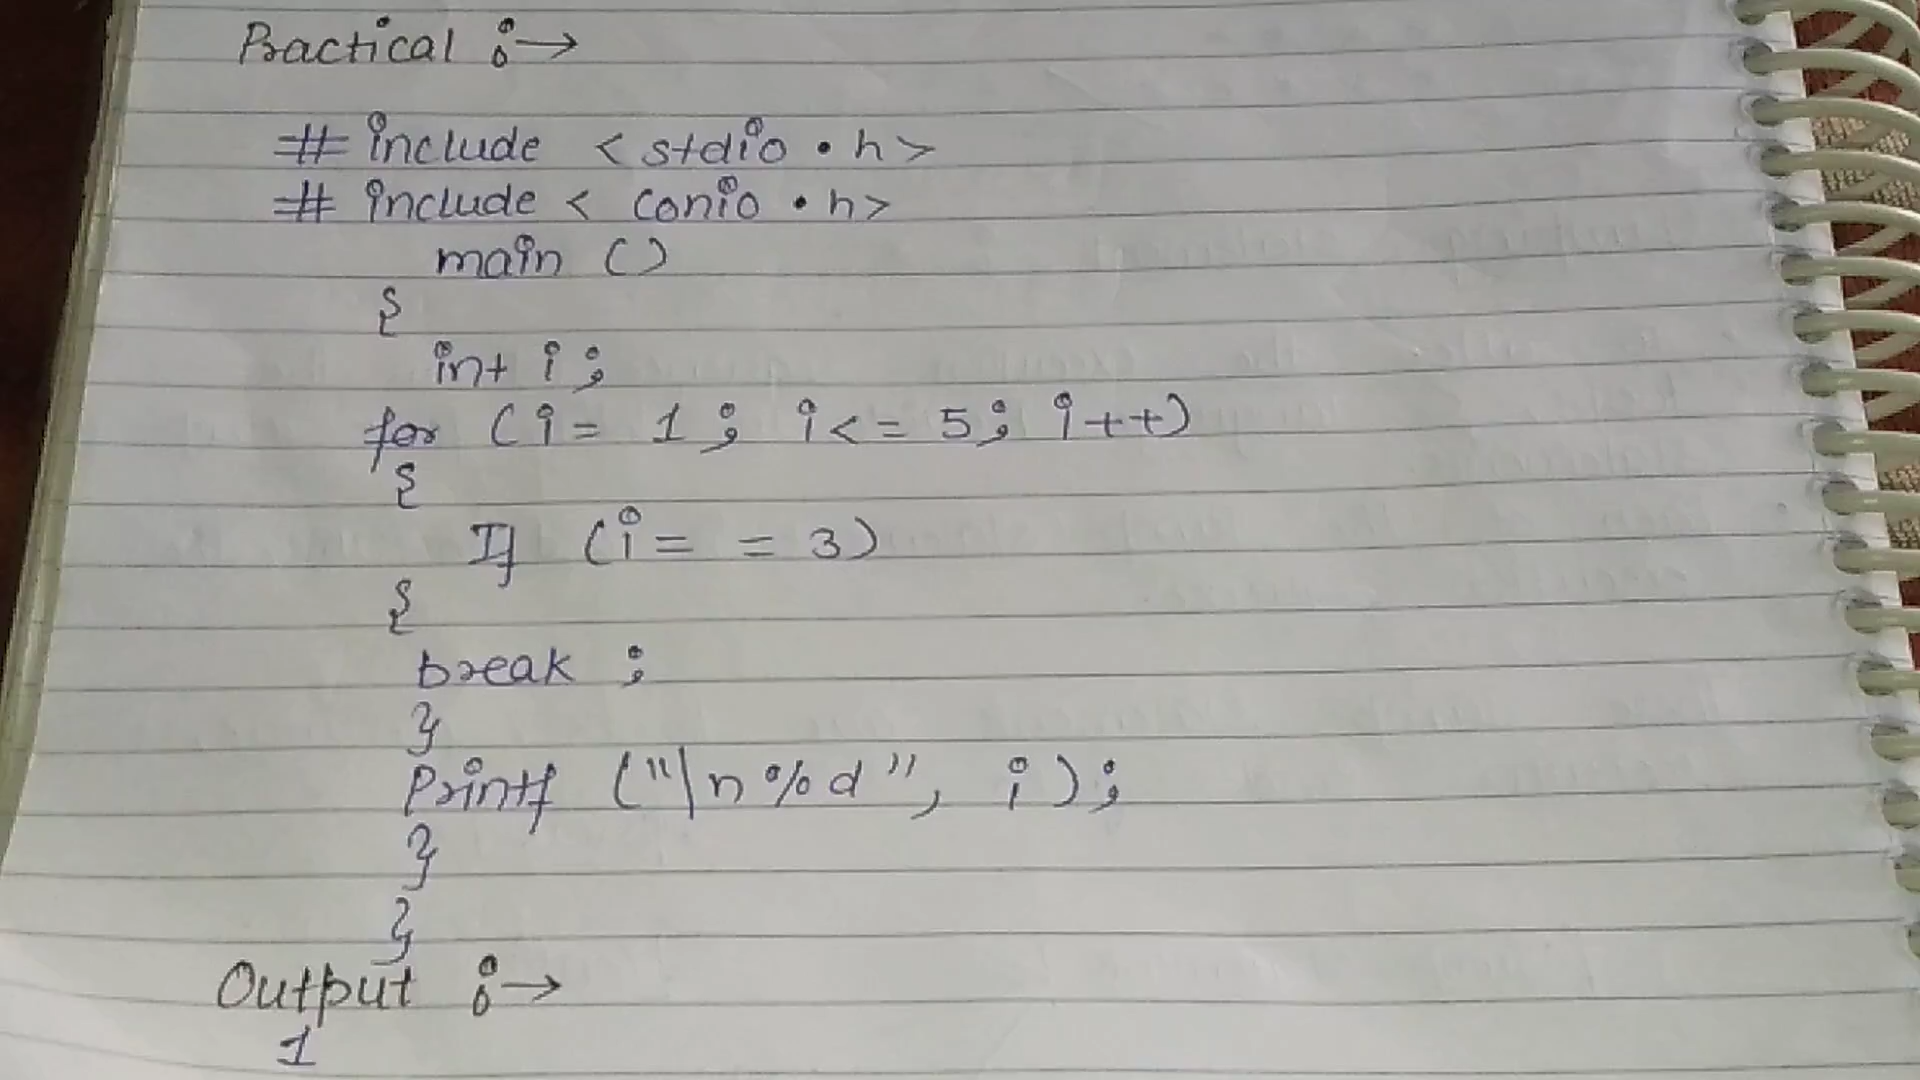 Practical :→
# include < stdio . h >
# include < conio . h >
main ( )
{
int i ;
for ( i = 1 ; i < = 5 ; i + + )
{
If ( i = = 3 )
{
break ;
}
Printf ( "\n %d " , i ) ;
}
}
Output :→
1